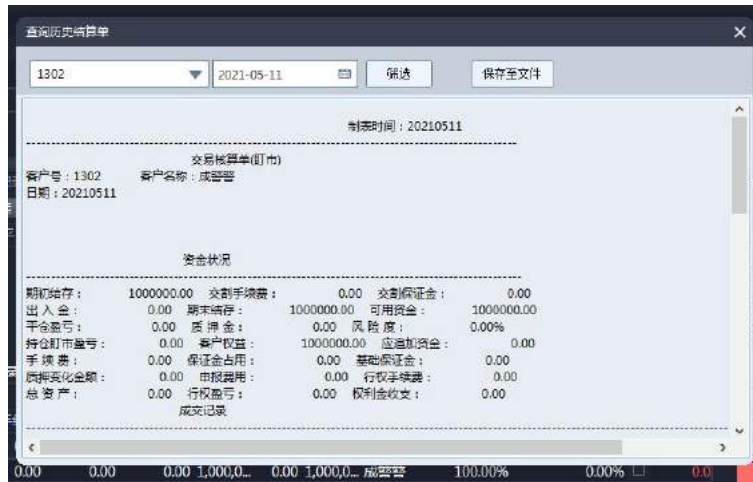 查询历史结算单
1302 2021-05-11 筛选 保存至文件
制表时间：20210511
交易核算单(盯市)
客户号：1302 客户名称：成警警
日期：20210511
资金状况
期初结存： 1000000.00 交割手续费： 0.00 交割保证金： 0.00
出 入 金： 0.00 期末结存： 1000000.00 可用资金： 1000000.00
平仓盈亏： 0.00 质 押 金： 0.00 风 险 度： 0.00%
持仓盯市盈亏： 0.00 客户权益： 1000000.00 应追加资金： 0.00
手 续 费： 0.00 保证金占用： 0.00 基础保证金： 0.00
质押变化金额： 0.00 申报费用： 0.00 行权手续费： 0.00
总 资 产： 0.00 行权盈亏： 0.00 权利金收支： 0.00
成交记录
0.00 0.00 0.00 1,000,0... 0.00 1,000,0... 成警警 100.00% 0.00% 0.0